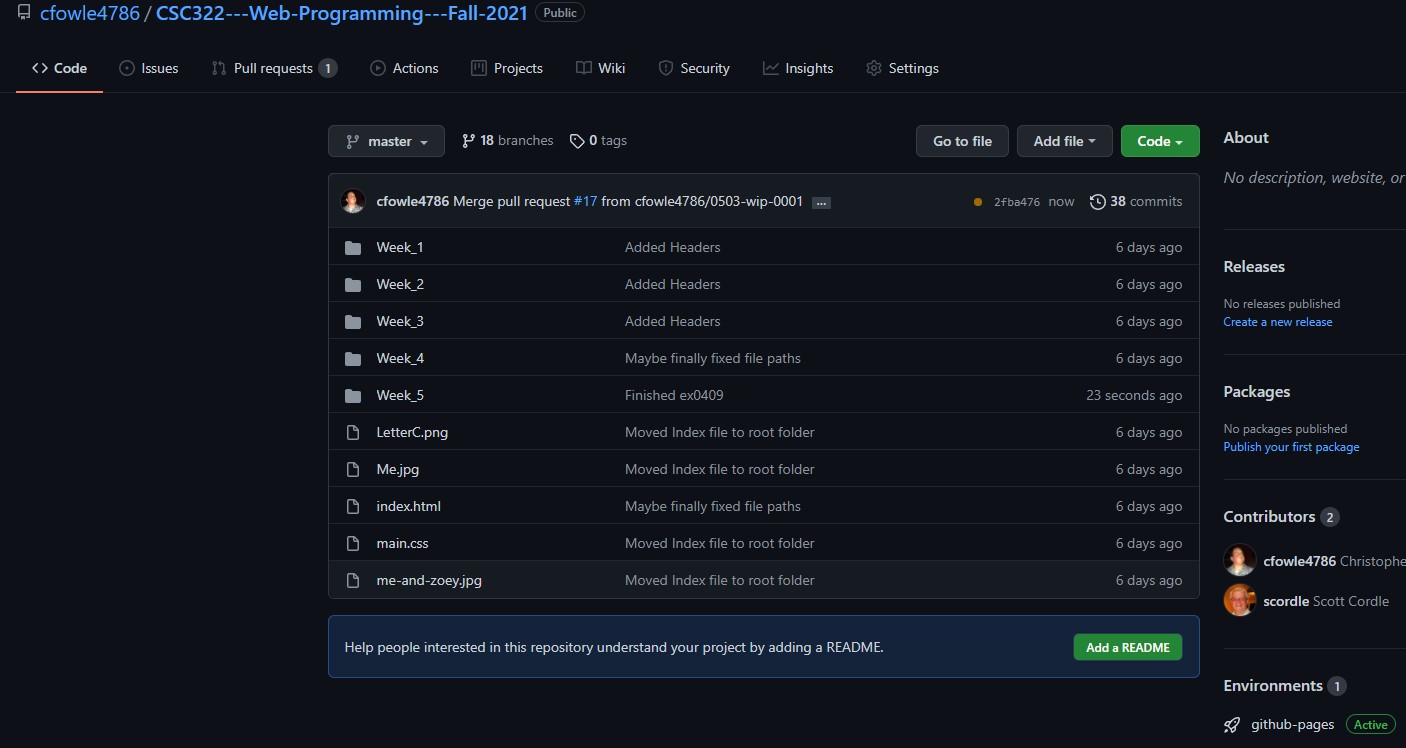 cfowle4786 / CSC322---Web-Programming---Fall-2021 Public
Code Issues Pull requests 1 Actions Projects Wiki Security Insights Settings
master 18 branches 0 tags Go to file Add file Code
cfowle4786 Merge pull request #17 from cfowle4786/0503-wip-0001 ... 2fba476 now 38 commits
Week_1 Added Headers 6 days ago
Week_2 Added Headers 6 days ago
Week_3 Added Headers 6 days ago
Week_4 Maybe finally fixed file paths 6 days ago
Week_5 Finished ex0409 23 seconds ago
LetterC.png Moved Index file to root folder 6 days ago
Me.jpg Moved Index file to root folder 6 days ago
index.html Maybe finally fixed file paths 6 days ago
main.css Moved Index file to root folder 6 days ago
me-and-zoey.jpg Moved Index file to root folder 6 days ago
Help people interested in this repository understand your project by adding a README. Add a README
About
No description, website, or
Releases
No releases published
Create a new release
Packages
No packages published
Publish your first package
Contributors 2
cfowle4786 Christophe
scordle Scott Cordle
Environments 1
github-pages Active